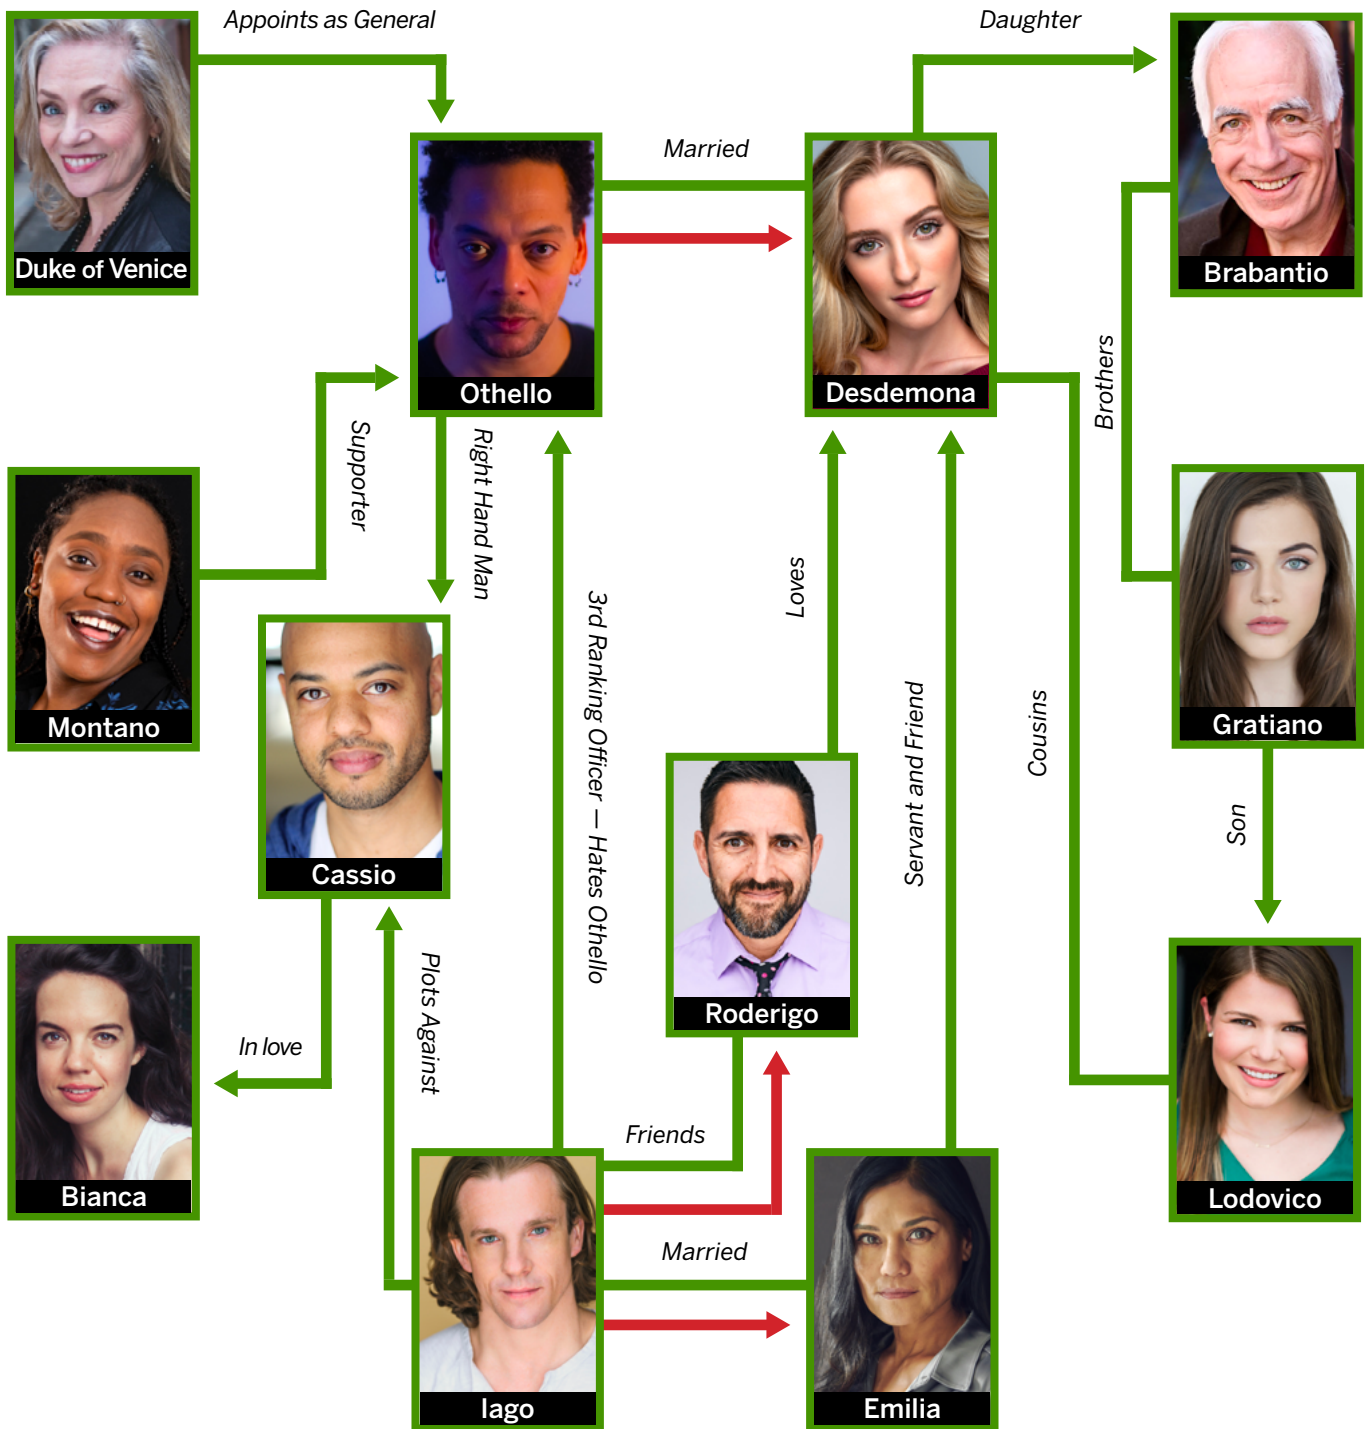 Appoints as General
Daughter
Duke of Venice
Married
Othello
Desdemona
Brabantio
Brothers
Supporter
Right Hand Man
Montano
Cassio
3rd Ranking Officer — Hates Othello
Loves
Servant and Friend
Cousins
Gratiano
Son
Roderigo
Plots Against
In love
Bianca
Friends
Married
Iago
Emilia
Lodovico